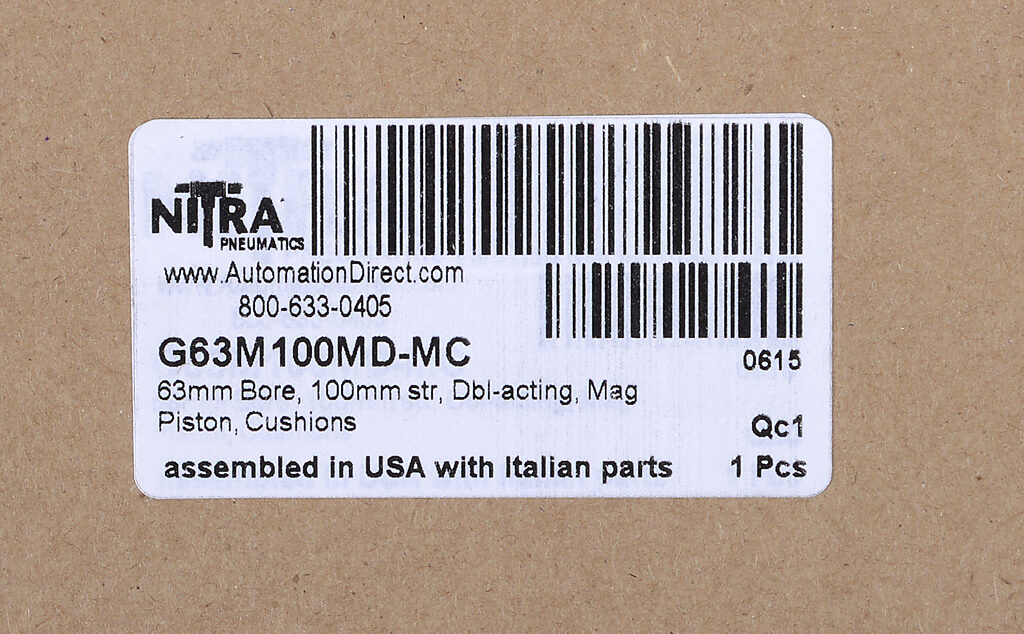 NITRA
PNEUMATICS
www.AutomationDirect.com
800-633-0405
G63M100MD-MC
0615
63mm Bore, 100mm str, Dbl-acting, Mag
Piston, Cushions
Qc1
assembled in USA with Italian parts
1 Pcs